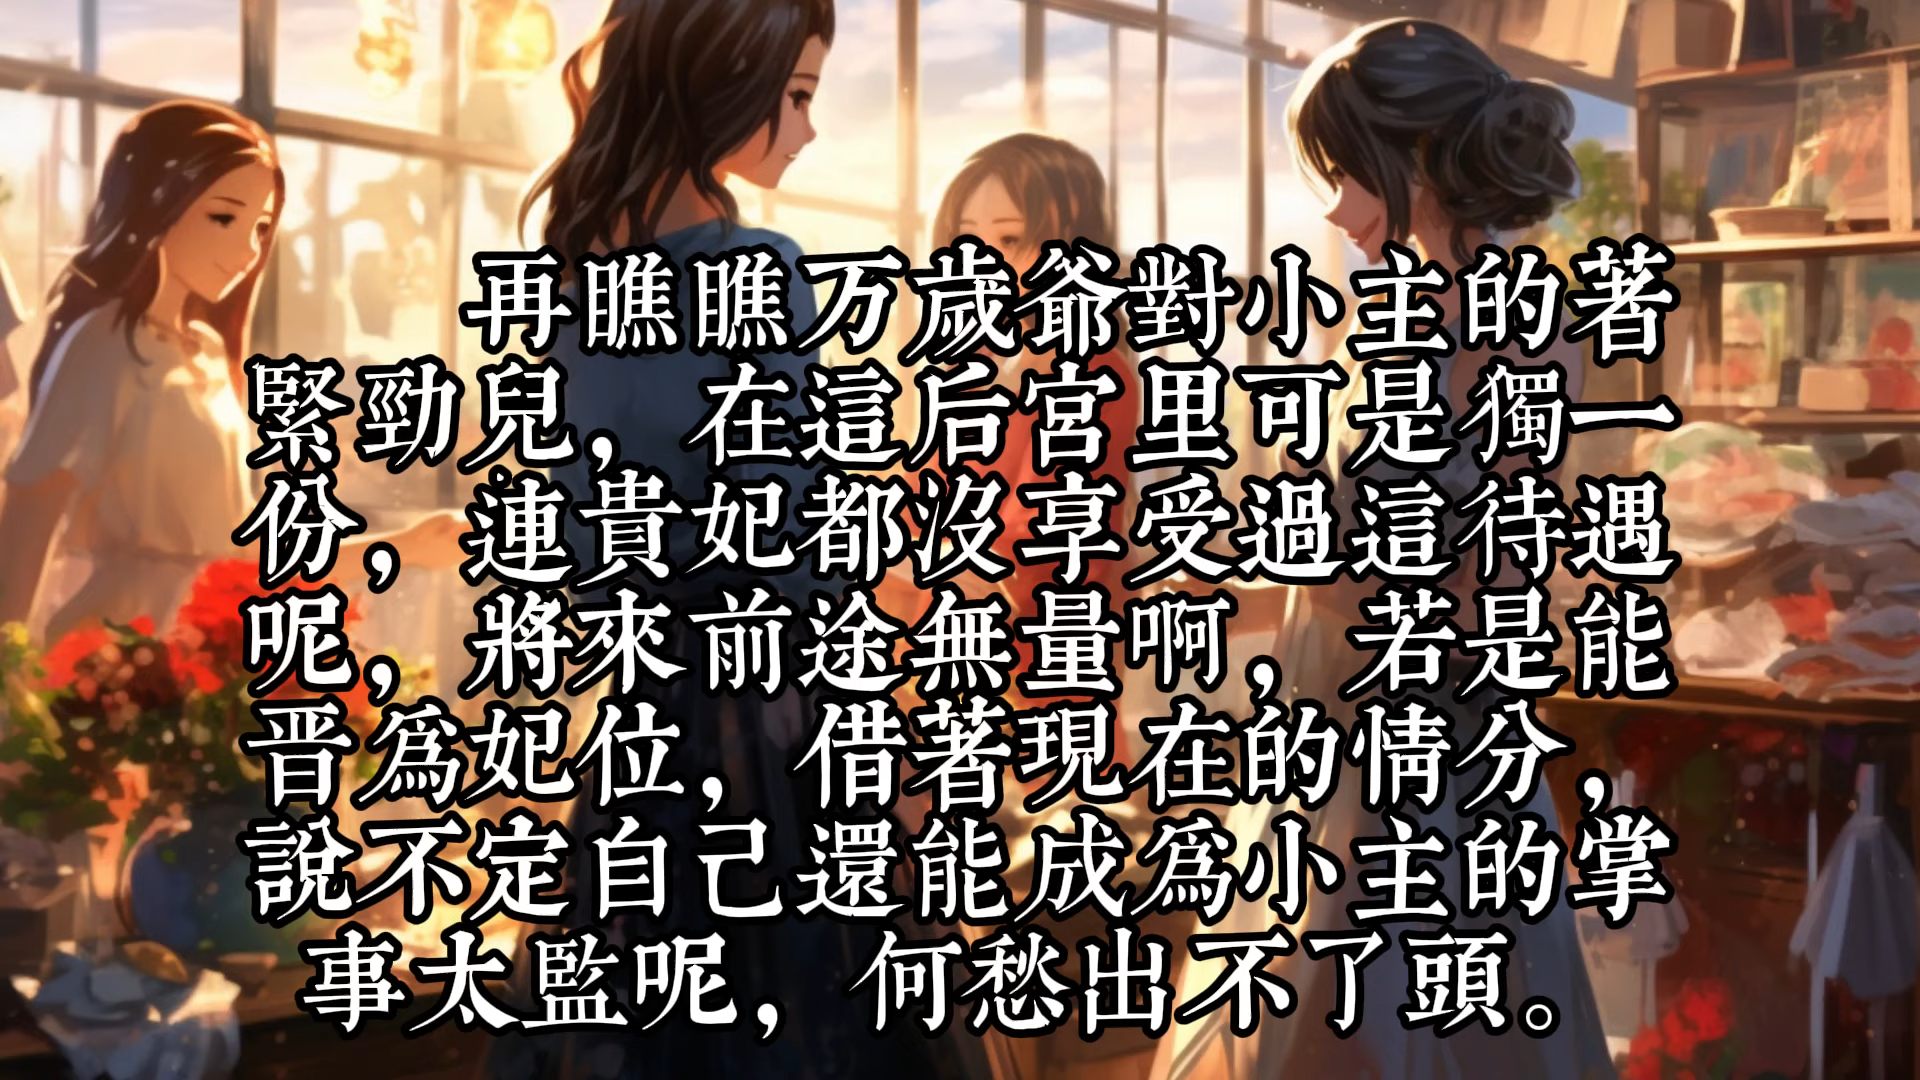 再瞧瞧万歲爺對小主的著
緊勁兒，在這后宮里可是獨一
份，連貴妃都沒享受過這待遇
呢，將來前途無量啊，若是能
晋爲妃位，借著現在的情分，
說不定自己還能成爲小主的掌
事太監呢，何愁出不了頭。